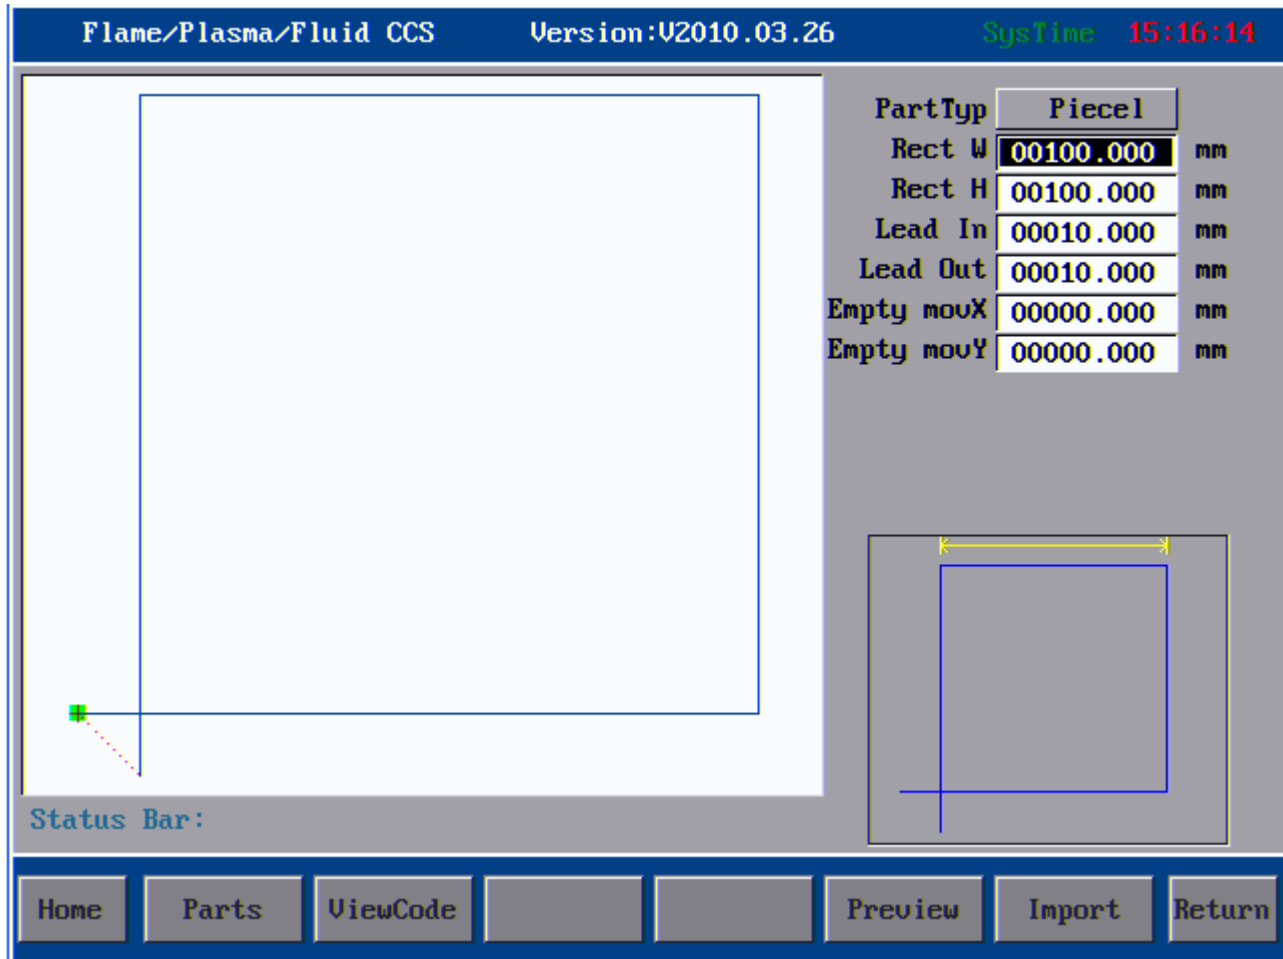 Flame/Plasma/Fluid CCS Version:V2010.03.26 SysTime 15:16:14
PartTyp Piecel
Rect W 00100.000 mm
Rect H 00100.000 mm
Lead In 00010.000 mm
Lead Out 00010.000 mm
Empty movX 00000.000 mm
Empty movY 00000.000 mm
Status Bar:
Home Parts ViewCode Preview Import Return